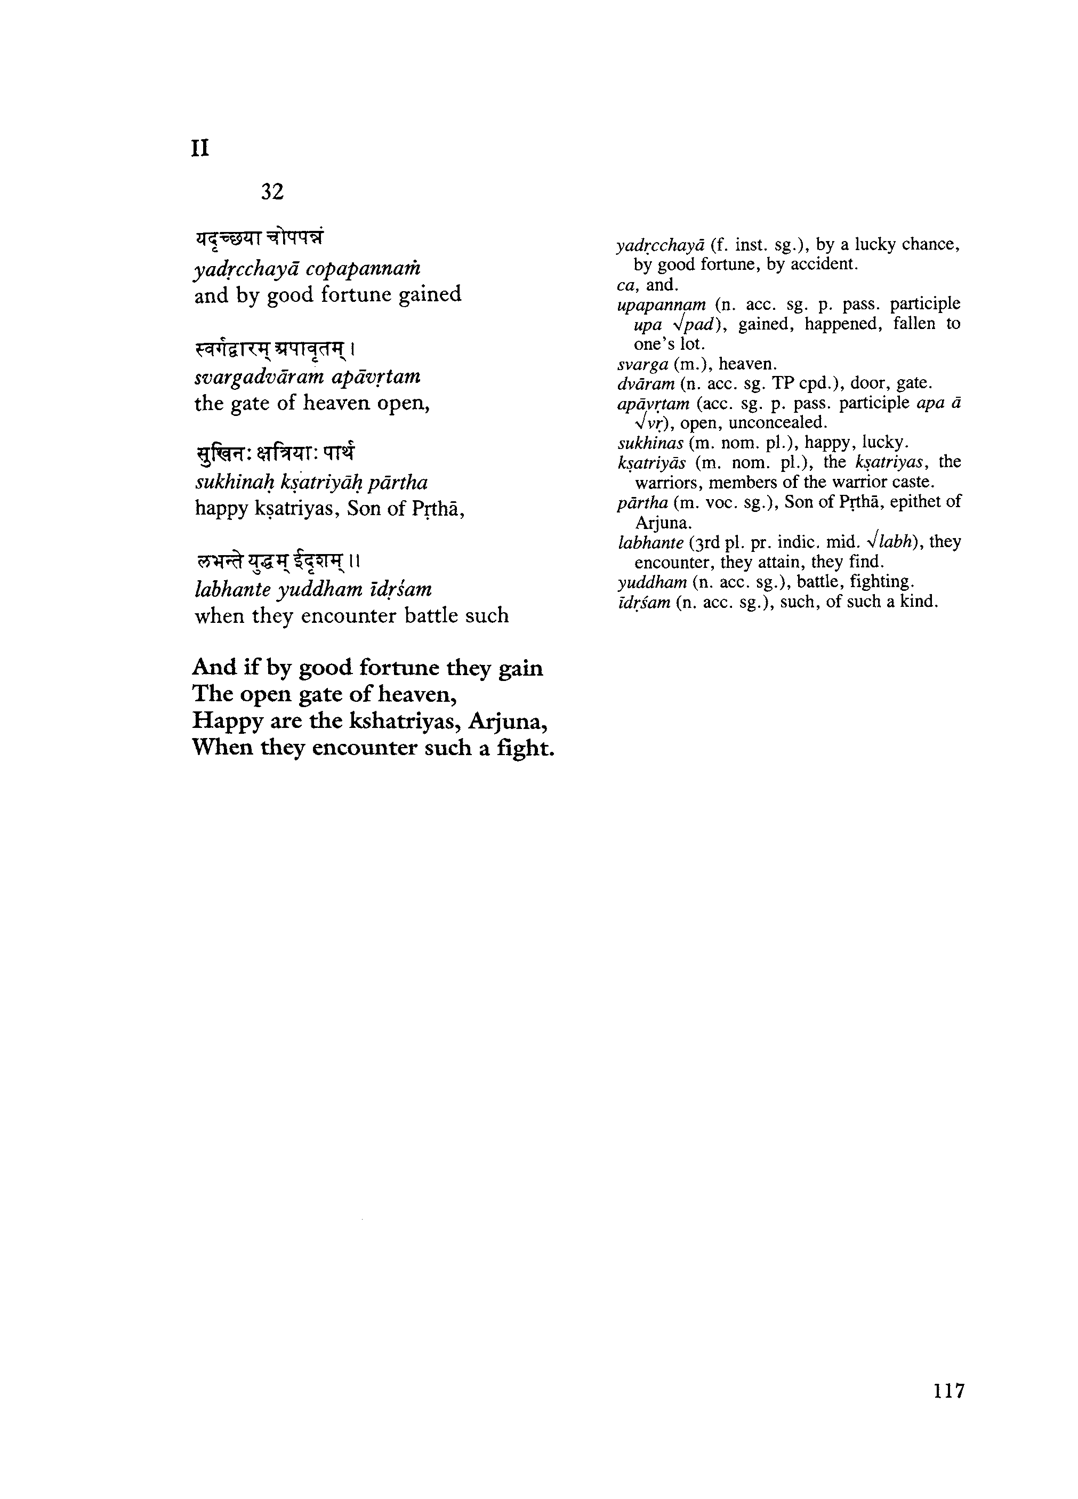 II
32
यदृच्छया चोपपन्नं
yadṛcchayā copapannaṁ
and by good fortune gained
स्वर्गद्वारम् अपावृतम् ।
svargadvāram apāvṛtam
the gate of heaven open,
सुखिनः क्षत्रियाः पार्थ
sukhinaḥ kṣatriyāḥ pārtha
happy kṣatriyas, Son of Pṛthā,
लभन्ते युद्धम् ईदृशम् ॥
labhante yuddham īdṛśam
when they encounter battle such
And if by good fortune they gain
The open gate of heaven,
Happy are the kshatriyas, Arjuna,
When they encounter such a fight.
yadṛcchayā (f. inst. sg.), by a lucky chance,
by good fortune, by accident.
ca, and.
upapannam (n. acc. sg. p. pass. participle
upa √pad), gained, happened, fallen to
one's lot.
svarga (m.), heaven.
dvāram (n. acc. sg. TP cpd.), door, gate.
apāvṛtam (acc. sg. p. pass. participle apa ā
√vṛ), open, unconcealed.
sukhinas (m. nom. pl.), happy, lucky.
kṣatriyās (m. nom. pl.), the kṣatriyas, the
warriors, members of the warrior caste.
pārtha (m. voc. sg.), Son of Pṛthā, epithet of
Arjuna.
labhante (3rd pl. pr. indic. mid. √labh), they
encounter, they attain, they find.
yuddham (n. acc. sg.), battle, fighting.
īdṛśam (n. acc. sg.), such, of such a kind.
117